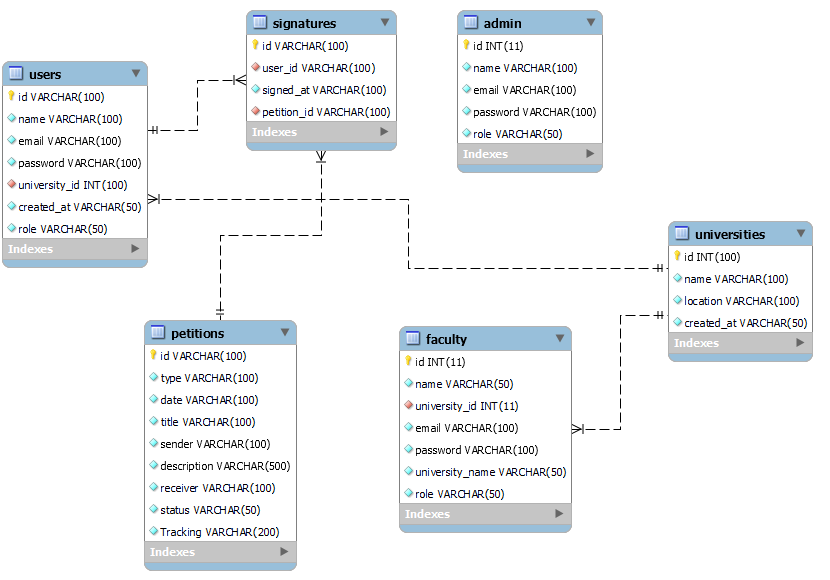 signatures
id VARCHAR(100)
user_id VARCHAR(100)
signed_at VARCHAR(100)
petition_id VARCHAR(100)
Indexes
admin
id INT(11)
name VARCHAR(100)
email VARCHAR(100)
password VARCHAR(100)
role VARCHAR(50)
Indexes
users
id VARCHAR(100)
name VARCHAR(100)
email VARCHAR(100)
password VARCHAR(100)
university_id INT(100)
created_at VARCHAR(50)
role VARCHAR(50)
Indexes
universities
id INT(100)
name VARCHAR(100)
location VARCHAR(100)
created_at VARCHAR(50)
Indexes
petitions
id VARCHAR(100)
type VARCHAR(100)
date VARCHAR(100)
title VARCHAR(100)
sender VARCHAR(100)
description VARCHAR(500)
receiver VARCHAR(100)
status VARCHAR(50)
Tracking VARCHAR(200)
Indexes
faculty
id INT(11)
name VARCHAR(50)
university_id INT(11)
email VARCHAR(100)
password VARCHAR(100)
university_name VARCHAR(50)
role VARCHAR(50)
Indexes